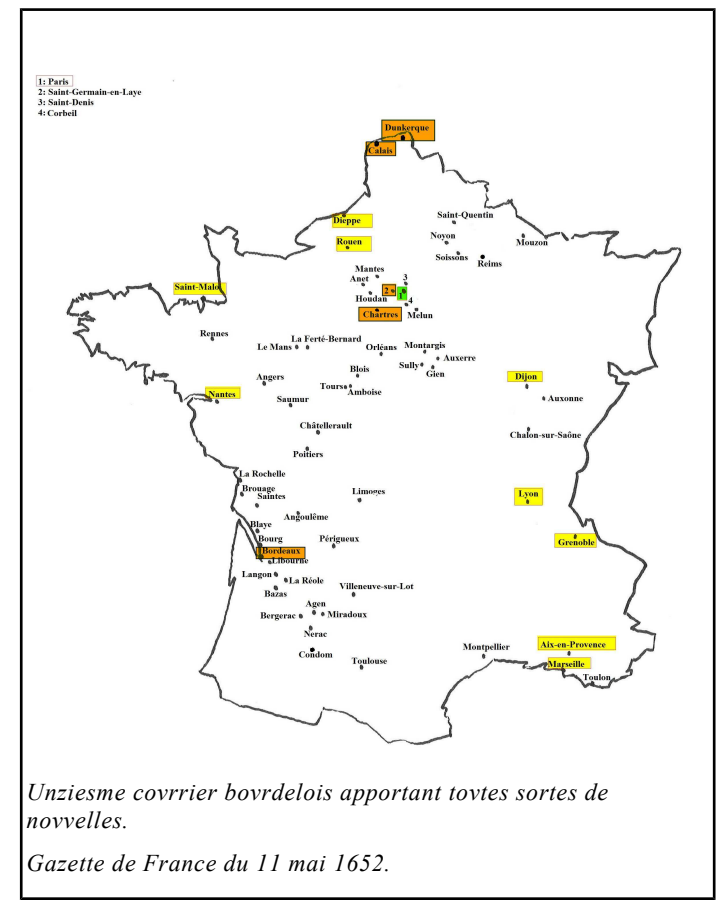 1: Paris
2: Saint-Germain-en-Laye
3: Saint-Denis
4: Corbeil
Dunkerque
Calais
Saint-Quentin
Dieppe
Noyon
Mouzon
Rouen
Soissons
Reims
Mantes
Anet
3
Saint-Malo
2
1
Houdan
4
Chartres
Melun
Rennes
La Ferté-Bernard
Le Mans
Orléans
Montargis
Auxerre
Sully
Gien
Blois
Angers
Dijon
Tours
Amboise
Nantes
Saumur
Auxonne
Châtellerault
Chalon-sur-Saône
Poitiers
La Rochelle
Brouage
Saintes
Limoges
Lyon
Angoulême
Blaye
Bourg
Périgueux
Grenoble
Bordeaux
Libourne
Langon
La Réole
Villeneuve-sur-Lot
Bazas
Agen
Bergerac
Miradoux
Nerac
Montpellier
Aix-en-Provence
Condom
Toulouse
Marseille
Toulon
Unziesme covrrier bovrdelois apportant tovtes sortes de
novvelles.
Gazette de France du 11 mai 1652.